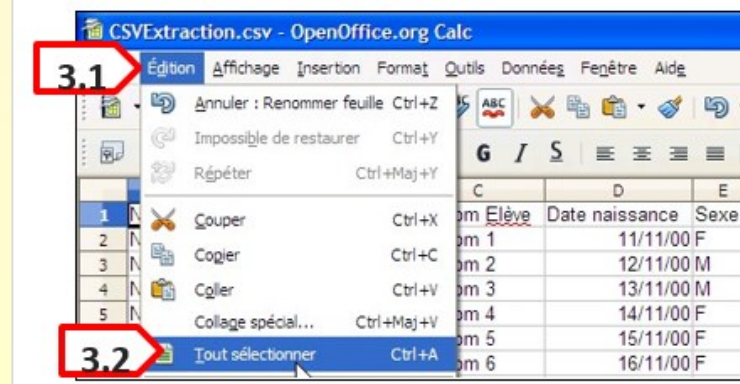 CSVExtraction.csv - OpenOffice.org Calc
3.1
Édition Affichage Insertion Format Outils Données Fenêtre Aide
Annuler : Renommer feuille Ctrl+Z
ABC
Impossible de restaurer Ctrl+Y
G I S
Répéter Ctrl+Maj+Y
C D E
1 N om Elève Date naissance Sexe
Couper Ctrl+X
2 N om 1 11/11/00 F
Copier Ctrl+C
3 N om 2 12/11/00 M
Coller Ctrl+V
4 N om 3 13/11/00 M
Collage spécial... Ctrl+Maj+V
5 N om 4 14/11/00 F
3.2
Tout sélectionner Ctrl+A
om 5 15/11/00 F
om 6 16/11/00 F